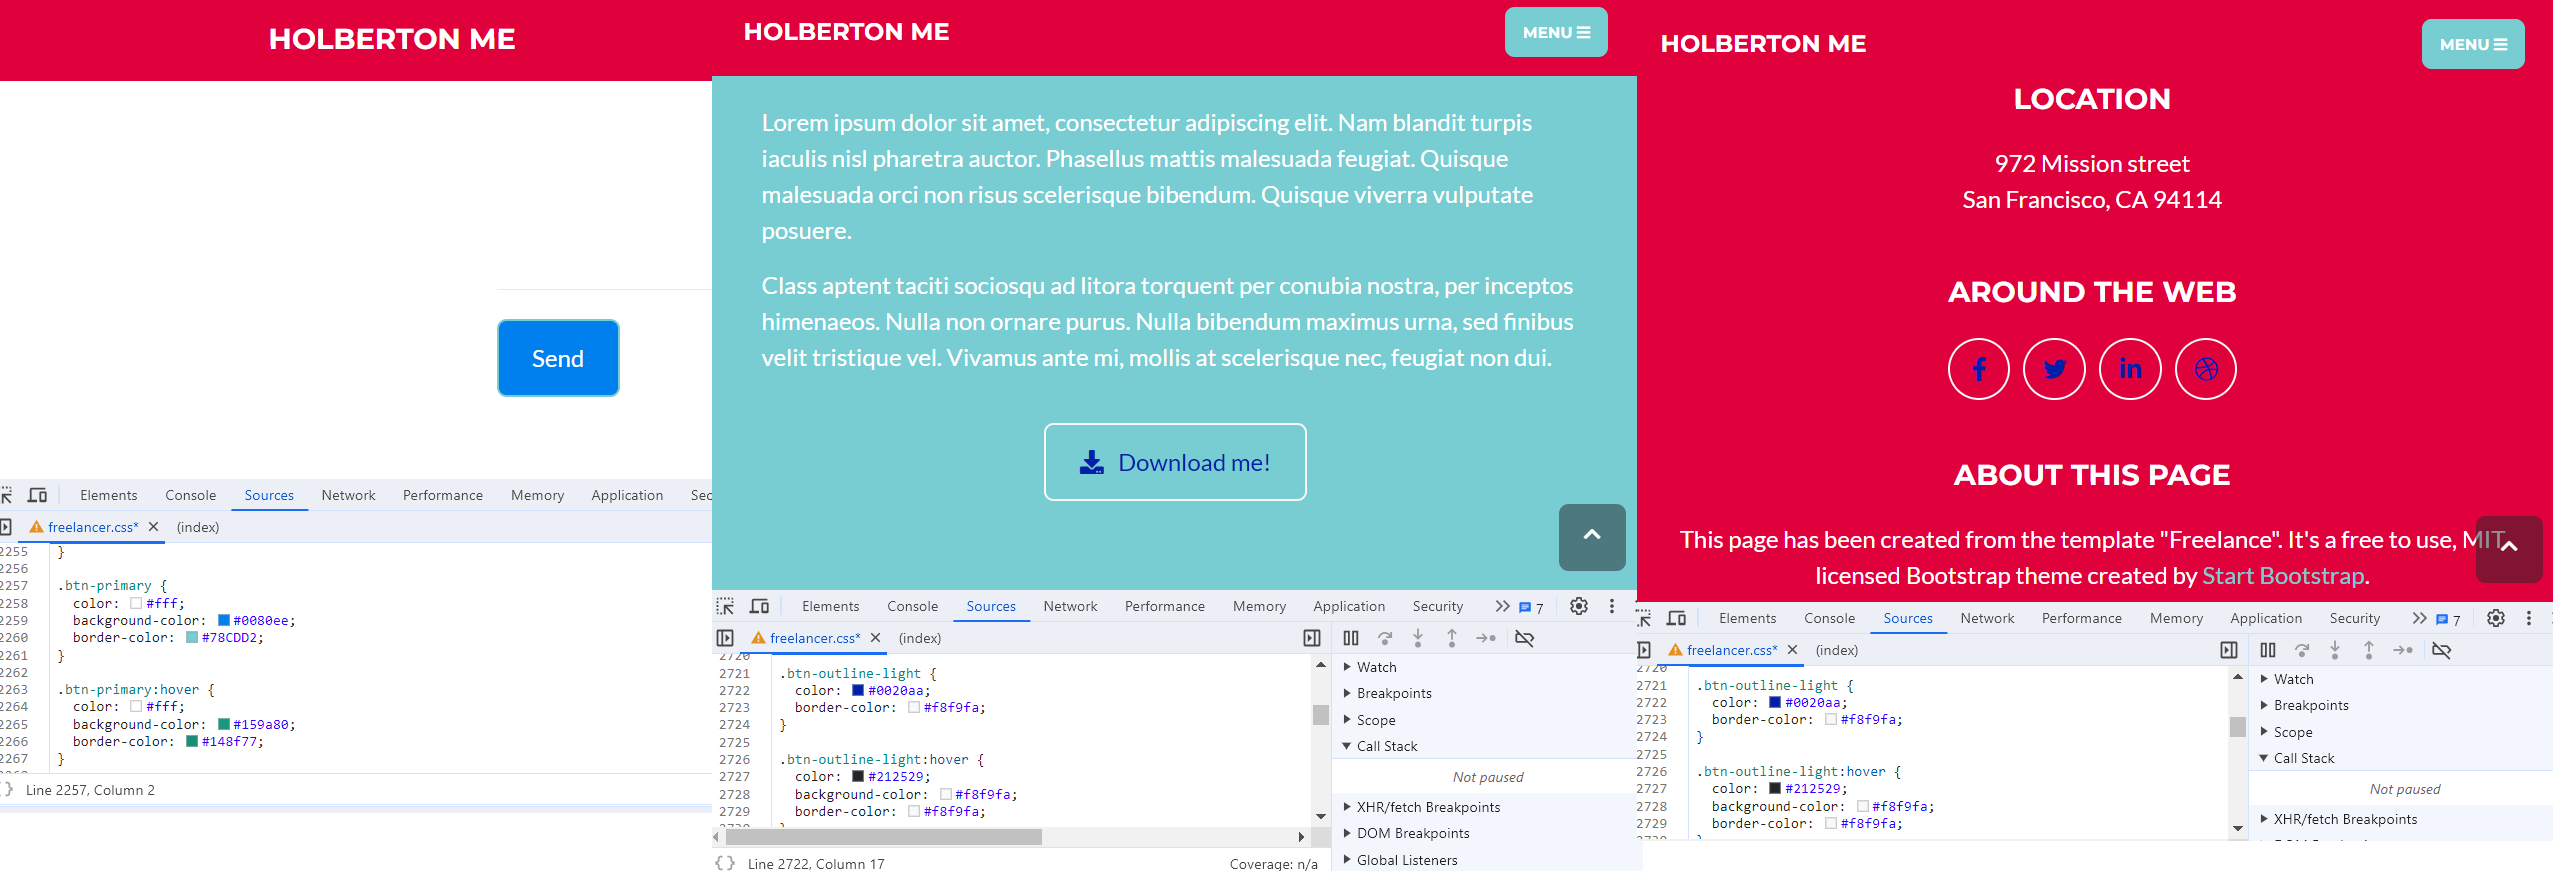 HOLBERTON ME
Send
Elements Console Sources Network Performance Memory Application Sec
freelancer.css* × (index)
2255 }
2256
2257 .btn-primary {
2258 color: #fff;
2259 background-color: #0080ee;
2260 border-color: #78CDD2;
2261 }
2262
2263 .btn-primary:hover {
2264 color: #fff;
2265 background-color: #159a80;
2266 border-color: #148f77;
2267 }
Line 2257, Column 2
HOLBERTON ME
MENU
Lorem ipsum dolor sit amet, consectetur adipiscing elit. Nam blandit turpis
iaculis nisl pharetra auctor. Phasellus mattis malesuada feugiat. Quisque
malesuada orci non risus scelerisque bibendum. Quisque viverra vulputate
posuere.
Class aptent taciti sociosqu ad litora torquent per conubia nostra, per inceptos
himenaeos. Nulla non ornare purus. Nulla bibendum maximus urna, sed finibus
velit tristique vel. Vivamus ante mi, mollis at scelerisque nec, feugiat non dui.
Download me!
Elements Console Sources Network Performance Memory Application Security 7
freelancer.css* × (index)
2720
2721 .btn-outline-light {
2722 color: #0020aa;
2723 border-color: #f8f9fa;
2724 }
2725
2726 .btn-outline-light:hover {
2727 color: #212529;
2728 background-color: #f8f9fa;
2729 border-color: #f8f9fa;
2730 }
Line 2722, Column 17 Coverage: n/a
Watch
Breakpoints
Scope
Call Stack
Not paused
XHR/fetch Breakpoints
DOM Breakpoints
Global Listeners
HOLBERTON ME
MENU
LOCATION
972 Mission street
San Francisco, CA 94114
AROUND THE WEB
ABOUT THIS PAGE
This page has been created from the template "Freelance". It's a free to use, MIT
licensed Bootstrap theme created by Start Bootstrap.
Elements Console Sources Network Performance Memory Application Security 7
freelancer.css* × (index)
2720
2721 .btn-outline-light {
2722 color: #0020aa;
2723 border-color: #f8f9fa;
2724 }
2725
2726 .btn-outline-light:hover {
2727 color: #212529;
2728 background-color: #f8f9fa;
2729 border-color: #f8f9fa;
Watch
Breakpoints
Scope
Call Stack
Not paused
XHR/fetch Breakpoints